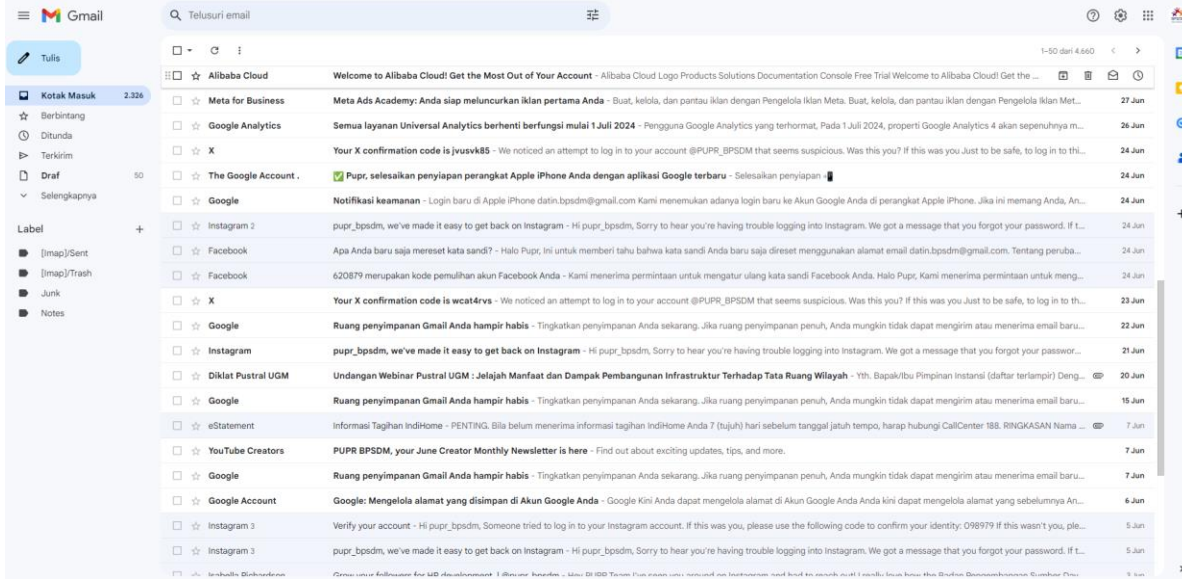 Gmail
Telusuri email
Tulis
1–50 dari 4.660
Kotak Masuk 2.326
Berbintang
Ditunda
Terkirim
Draf 50
Selengkapnya
Label +
[Imap]/Sent
[Imap]/Trash
Junk
Notes
Alibaba Cloud Welcome to Alibaba Cloud! Get the Most Out of Your Account - Alibaba Cloud Logo Products Solutions Documentation Console Free Trial Welcome to Alibaba Cloud! Get the ...
Meta for Business Meta Ads Academy: Anda siap meluncurkan iklan pertama Anda - Buat, kelola, dan pantau iklan dengan Pengelola Iklan Meta. Buat, kelola, dan pantau iklan dengan Pengelola Iklan Met... 27 Jun
Google Analytics Semua layanan Universal Analytics berhenti berfungsi mulai 1 Juli 2024 - Pengguna Google Analytics yang terhormat, Pada 1 Juli 2024, properti Google Analytics 4 akan sepenuhnya m... 26 Jun
X Your X confirmation code is jvusvk85 - We noticed an attempt to log in to your account @PUPR_BPSDM that seems suspicious. Was this you? If this was you Just to be safe, to log in to thi... 24 Jun
The Google Account . ✅ Pupr, selesaikan penyiapan perangkat Apple iPhone Anda dengan aplikasi Google terbaru - Selesaikan penyiapan 24 Jun
Google Notifikasi keamanan - Login baru di Apple iPhone datin.bpsdm@gmail.com Kami menemukan adanya login baru ke Akun Google Anda di perangkat Apple iPhone. Jika ini memang Anda, An... 24 Jun
Instagram 2 pupr_bpsdm, we've made it easy to get back on Instagram - Hi pupr_bpsdm, Sorry to hear you're having trouble logging into Instagram. We got a message that you forgot your password. If t... 24 Jun
Facebook Apa Anda baru saja mereset kata sandi? - Halo Pupr, Ini untuk memberi tahu bahwa kata sandi Anda baru saja direset menggunakan alamat email datin.bpsdm@gmail.com. Tentang peruba... 24 Jun
Facebook 620879 merupakan kode pemulihan akun Facebook Anda - Kami menerima permintaan untuk mengatur ulang kata sandi Facebook Anda. Halo Pupr, Kami menerima permintaan untuk meng... 24 Jun
X Your X confirmation code is wcat4rvs - We noticed an attempt to log in to your account @PUPR_BPSDM that seems suspicious. Was this you? If this was you Just to be safe, to log in to th... 23 Jun
Google Ruang penyimpanan Gmail Anda hampir habis - Tingkatkan penyimpanan Anda sekarang. Jika ruang penyimpanan penuh, Anda mungkin tidak dapat mengirim atau menerima email baru... 22 Jun
Instagram pupr_bpsdm, we've made it easy to get back on Instagram - Hi pupr_bpsdm, Sorry to hear you're having trouble logging into Instagram. We got a message that you forgot your passwor... 21 Jun
Diklat Pustral UGM Undangan Webinar Pustral UGM : Jelajah Manfaat dan Dampak Pembangunan Infrastruktur Terhadap Tata Ruang Wilayah - Yth. Bapak/Ibu Pimpinan Instansi (daftar terlampir) Deng... 20 Jun
Google Ruang penyimpanan Gmail Anda hampir habis - Tingkatkan penyimpanan Anda sekarang. Jika ruang penyimpanan penuh, Anda mungkin tidak dapat mengirim atau menerima email baru... 15 Jun
eStatement Informasi Tagihan IndiHome - PENTING. Bila belum menerima informasi tagihan IndiHome Anda 7 (tujuh) hari sebelum tanggal jatuh tempo, harap hubungi CallCenter 188. RINGKASAN Nama ... 7 Jun
YouTube Creators PUPR BPSDM, your June Creator Monthly Newsletter is here - Find out about exciting updates, tips, and more. 7 Jun
Google Ruang penyimpanan Gmail Anda hampir habis - Tingkatkan penyimpanan Anda sekarang. Jika ruang penyimpanan penuh, Anda mungkin tidak dapat mengirim atau menerima email baru... 7 Jun
Google Account Google: Mengelola alamat yang disimpan di Akun Google Anda - Google Kini Anda dapat mengelola alamat di Akun Google Anda Anda kini dapat mengelola alamat yang sebelumnya An... 6 Jun
Instagram 3 Verify your account - Hi pupr_bpsdm, Someone tried to log in to your Instagram account. If this was you, please use the following code to confirm your identity: 098979 If this wasn't you, ple... 5 Jun
Instagram 3 pupr_bpsdm, we've made it easy to get back on Instagram - Hi pupr_bpsdm, Sorry to hear you're having trouble logging into Instagram. We got a message that you forgot your password. If t... 5 Jun
Isabella Richardson Grow your followers for HR development